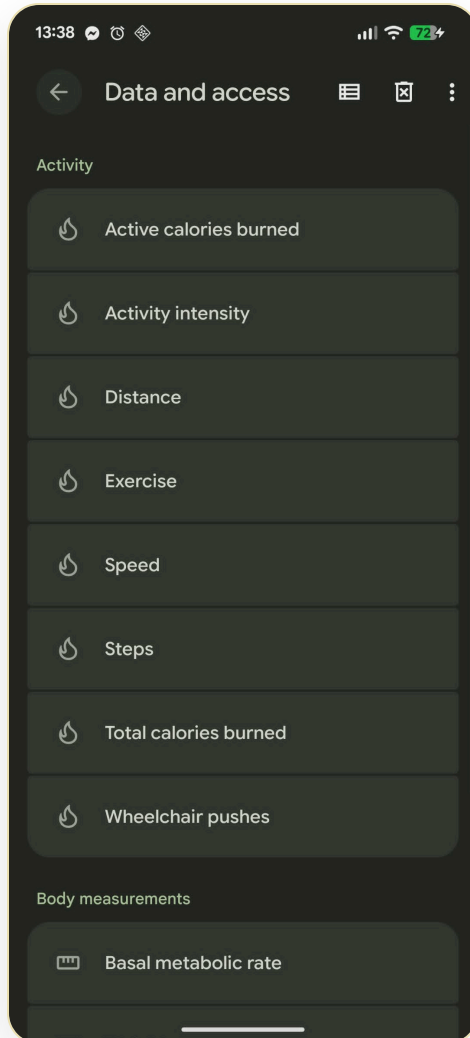 13:38
72
Data and access
Activity
Active calories burned
Activity intensity
Distance
Exercise
Speed
Steps
Total calories burned
Wheelchair pushes
Body measurements
Basal metabolic rate